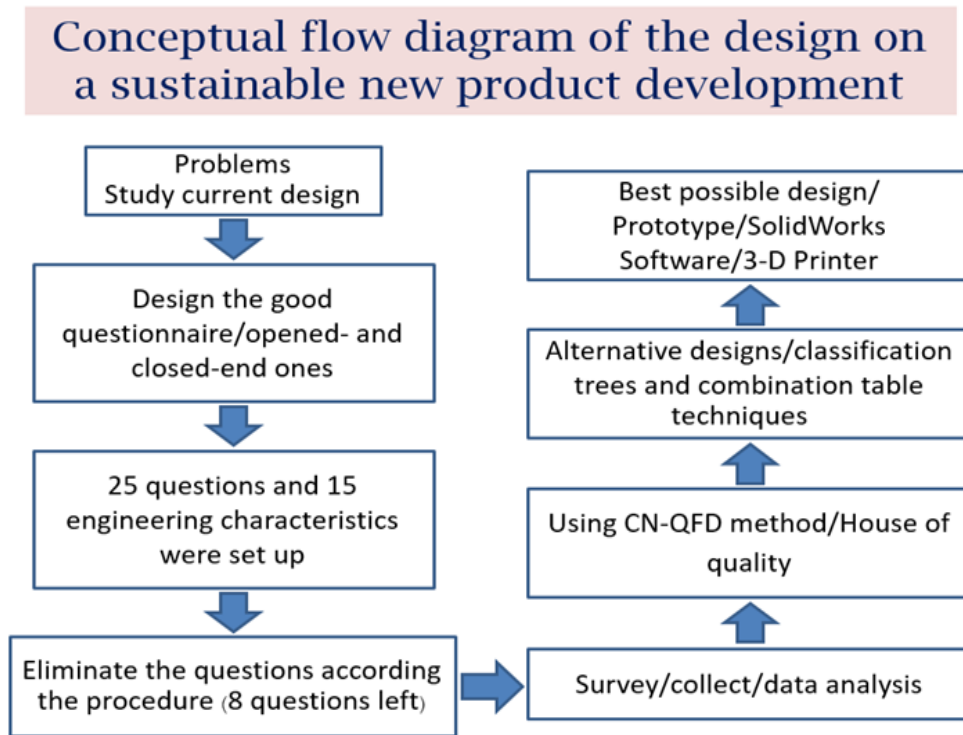 Conceptual flow diagram of the design on
a sustainable new product development
Problems
Study current design
Design the good
questionnaire/opened- and
closed-end ones
25 questions and 15
engineering characteristics
were set up
Eliminate the questions according
the procedure (8 questions left)
Survey/collect/data analysis
Using CN-QFD method/House of
quality
Alternative designs/classification
trees and combination table
techniques
Best possible design/
Prototype/SolidWorks
Software/3-D Printer